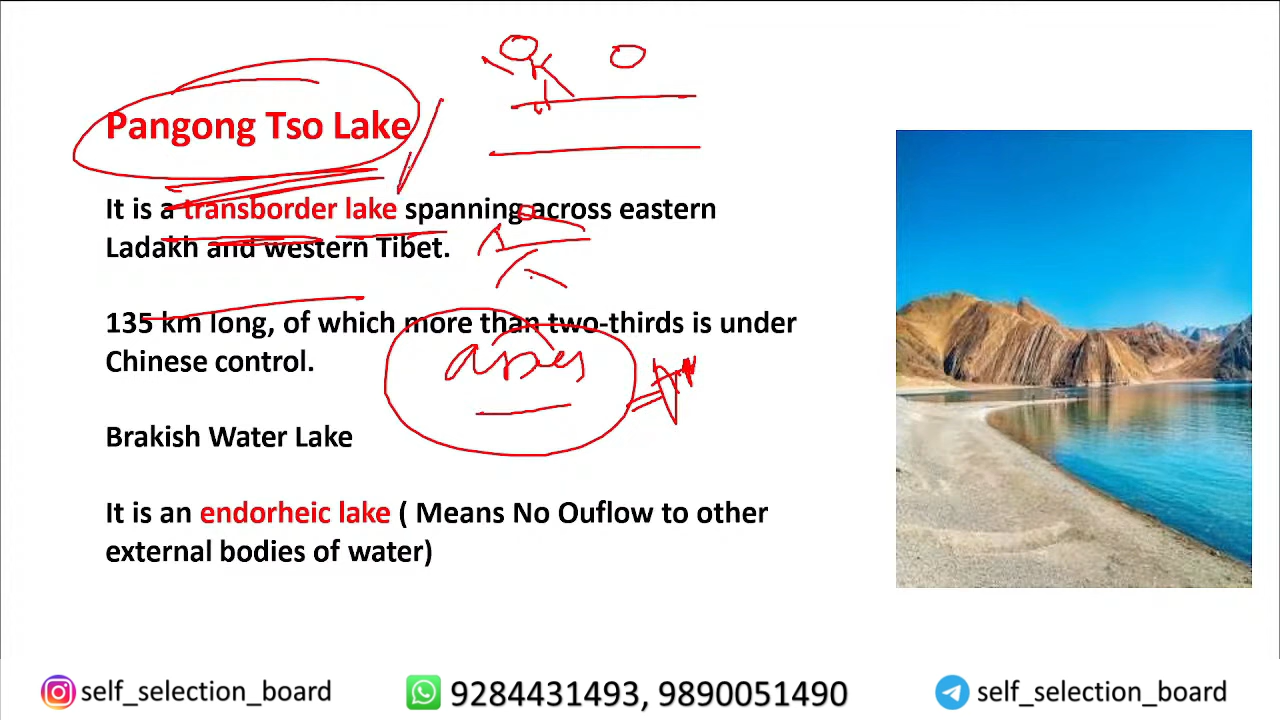 Pangong Tso Lake
It is a transborder lake spanning across eastern
Ladakh and western Tibet.
135 km long, of which more than two-thirds is under
Chinese control.
Brakish Water Lake
It is an endorheic lake ( Means No Ouflow to other
external bodies of water)
self_selection_board
9284431493, 9890051490
self_selection_board